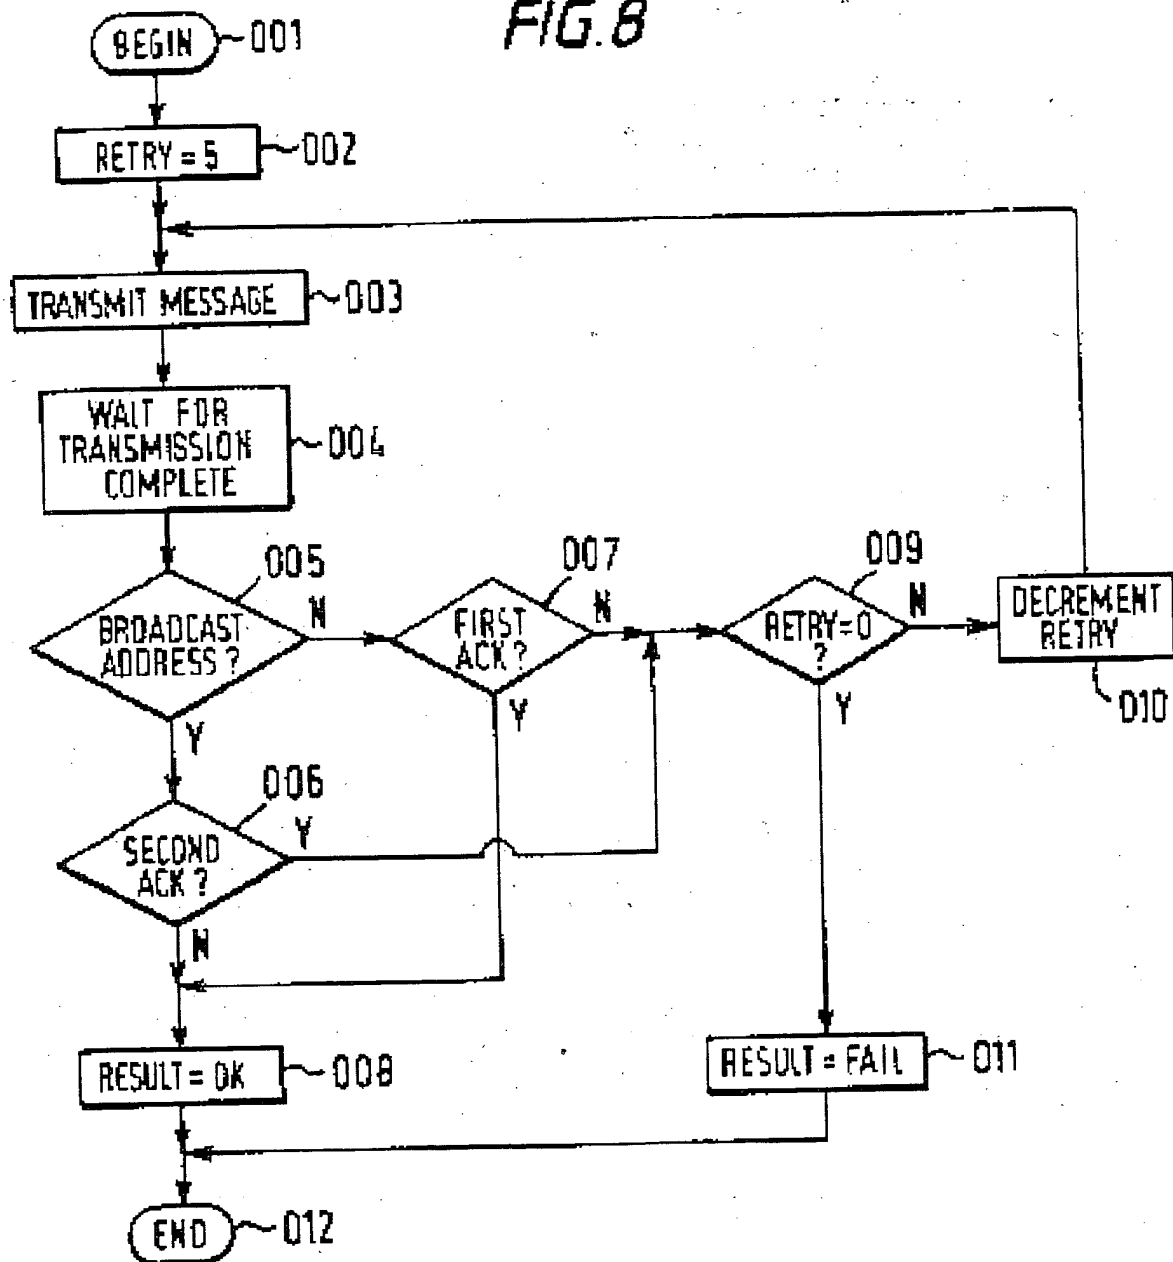 FIG.8
BEGIN
001
RETRY = 5
002
TRANSMIT MESSAGE
003
WAIT FOR
TRANSMISSION
COMPLETE
004
BROADCAST
ADDRESS ?
005
N
Y
FIRST
ACK ?
007
N
Y
RETRY=0
?
009
N
Y
DECREMENT
RETRY
010
SECOND
ACK ?
006
Y
N
RESULT = OK
008
RESULT = FAIL
011
END
012